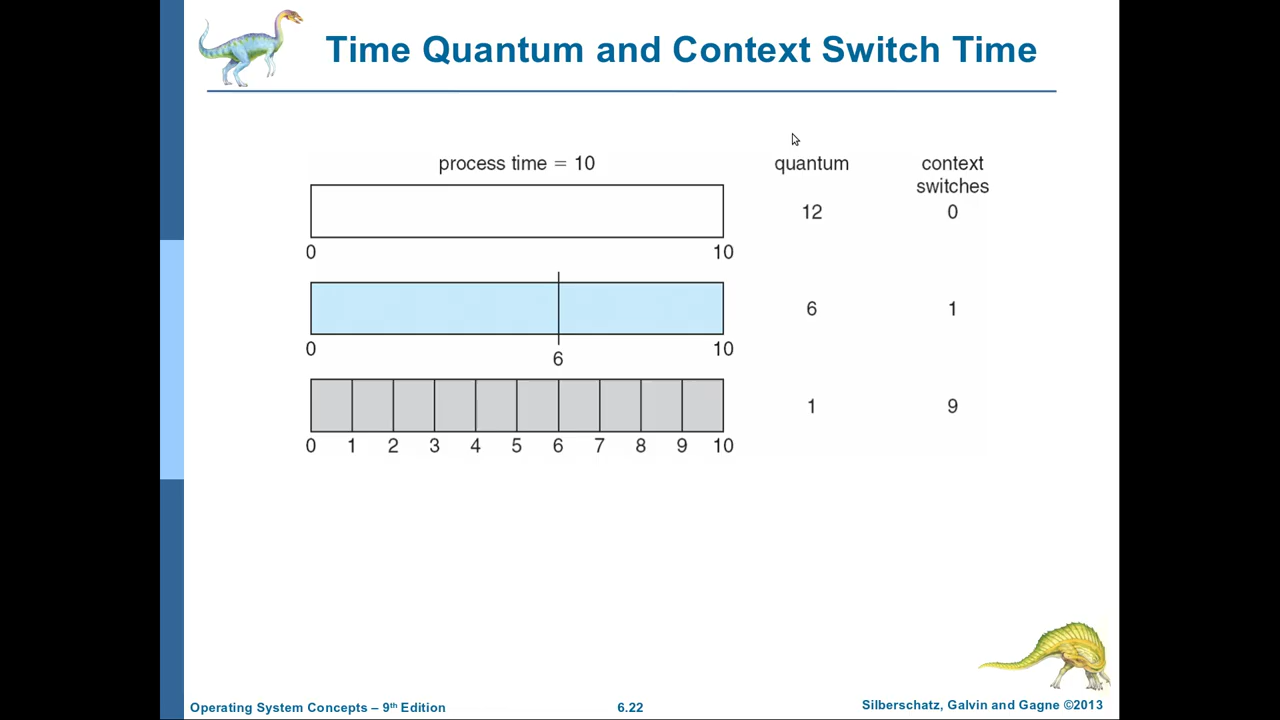 Time Quantum and Context Switch Time
process time = 10 quantum context
switches
12 0
0 10
6 1
0 6 10
1 9
0 1 2 3 4 5 6 7 8 9 10
Operating System Concepts – 9th Edition 6.22 Silberschatz, Galvin and Gagne ©2013